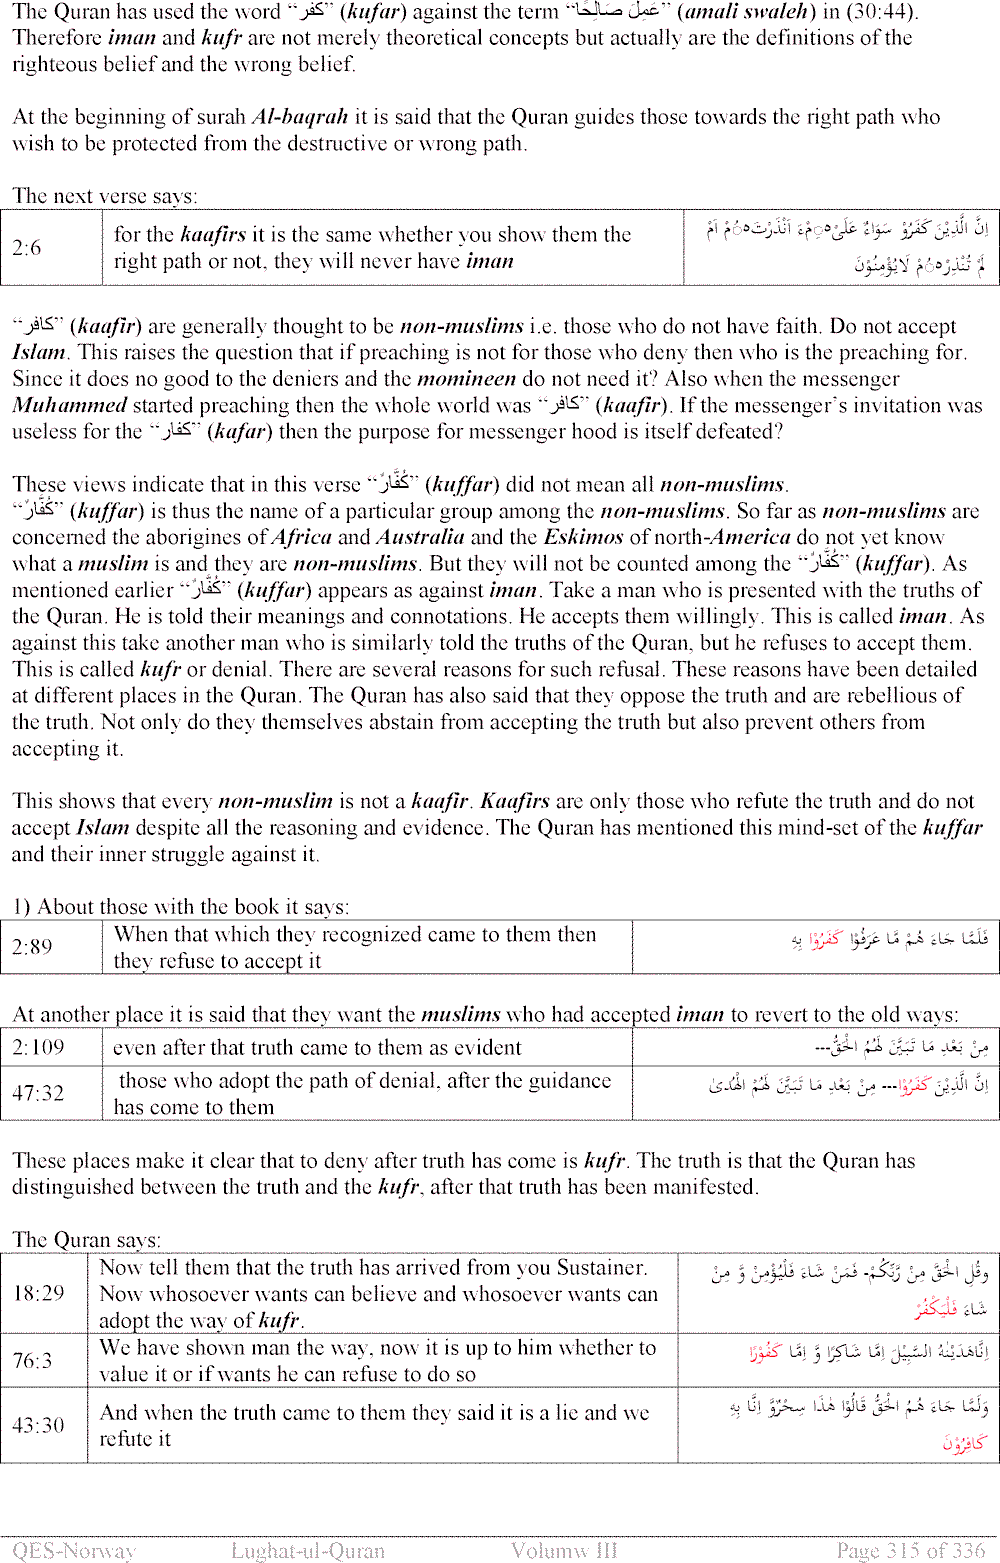 The Quran has used the word “کفر” (kufar) against the term “عَمِلَ صَالِحًا” (amali swaleh) in (30:44).
Therefore iman and kufr are not merely theoretical concepts but actually are the definitions of the
righteous belief and the wrong belief.
At the beginning of surah Al-baqrah it is said that the Quran guides those towards the right path who
wish to be protected from the destructive or wrong path.
The next verse says:
2:6
for the kaafirs it is the same whether you show them the
right path or not, they will never have iman
اِنَّ الَّذِيْنَ كَفَرُوْا سَوَاءٌ عَلَيْهِمْ ءَ اَنْذَرْتَهُمْ اَمْ
لَمْ تُنْذِرْهُمْ لَايُؤْمِنُوْنَ
“کافر” (kaafir) are generally thought to be non-muslims i.e. those who do not have faith. Do not accept
Islam. This raises the question that if preaching is not for those who deny then who is the preaching for.
Since it does no good to the deniers and the momineen do not need it? Also when the messenger
Muhammed started preaching then the whole world was “کافر” (kaafir). If the messenger’s invitation was
useless for the “کفار” (kafar) then the purpose for messenger hood is itself defeated?
These views indicate that in this verse “کُفَّارٌ” (kuffar) did not mean all non-muslims.
“کُفَّارٌ” (kuffar) is thus the name of a particular group among the non-muslims. So far as non-muslims are
concerned the aborigines of Africa and Australia and the Eskimos of north-America do not yet know
what a muslim is and they are non-muslims. But they will not be counted among the “کُفَّارٌ” (kuffar). As
mentioned earlier “کُفَّارٌ” (kuffar) appears as against iman. Take a man who is presented with the truths of
the Quran. He is told their meanings and connotations. He accepts them willingly. This is called iman. As
against this take another man who is similarly told the truths of the Quran, but he refuses to accept them.
This is called kufr or denial. There are several reasons for such refusal. These reasons have been detailed
at different places in the Quran. The Quran has also said that they oppose the truth and are rebellious of
the truth. Not only do they themselves abstain from accepting the truth but also prevent others from
accepting it.
This shows that every non-muslim is not a kaafir. Kaafirs are only those who refute the truth and do not
accept Islam despite all the reasoning and evidence. The Quran has mentioned this mind-set of the kuffar
and their inner struggle against it.
1) About those with the book it says:
2:89
When that which they recognized came to them then
they refuse to accept it
فَلَمَّا جَاءَ هُمْ مَّا عَرَفُوْا كَفَرُوْا بِهِ
At another place it is said that they want the muslims who had accepted iman to revert to the old ways:
2:109
even after that truth came to them as evident
مِنْ بَعْدِ مَا تَبَيَّنَ لَهُمُ الْحَقُّ---
47:32
those who adopt the path of denial, after the guidance
has come to them
اِنَّ الَّذِيْنَ كَفَرُوْا--- مِنْ بَعْدِ مَا تَبَيَّنَ لَهُمْ الْهُدىٰ
These places make it clear that to deny after truth has come is kufr. The truth is that the Quran has
distinguished between the truth and the kufr, after that truth has been manifested.
The Quran says:
18:29
Now tell them that the truth has arrived from you Sustainer.
Now whosoever wants can believe and whosoever wants can
adopt the way of kufr.
وقُلِ الْحَقَّ مِنْ رَّبِّكُمْ- فَمَنْ شَاءَ فَلْيُؤْمِنْ وَّ مِنْ
شَاءَ فَلْيَكْفُرْ
76:3
We have shown man the way, now it is up to him whether to
value it or if wants he can refuse to do so
اِنَّاهَدَيْنٰهُ السَّبِيْلَ اِمَّا شَاكِرًا وَّ اِمَّا كَفُوْرًا
43:30
And when the truth came to them they said it is a lie and we
refute it
وَلَمَّا جَاءَ هُمُ الْحَقُّ قَالُوْا هٰذَا سِحْرٌوَّ اِنَّا بِهِ
كَافِرُوْنَ
QES-Norway Lughat-ul-Quran Volumw III Page 315 of 336